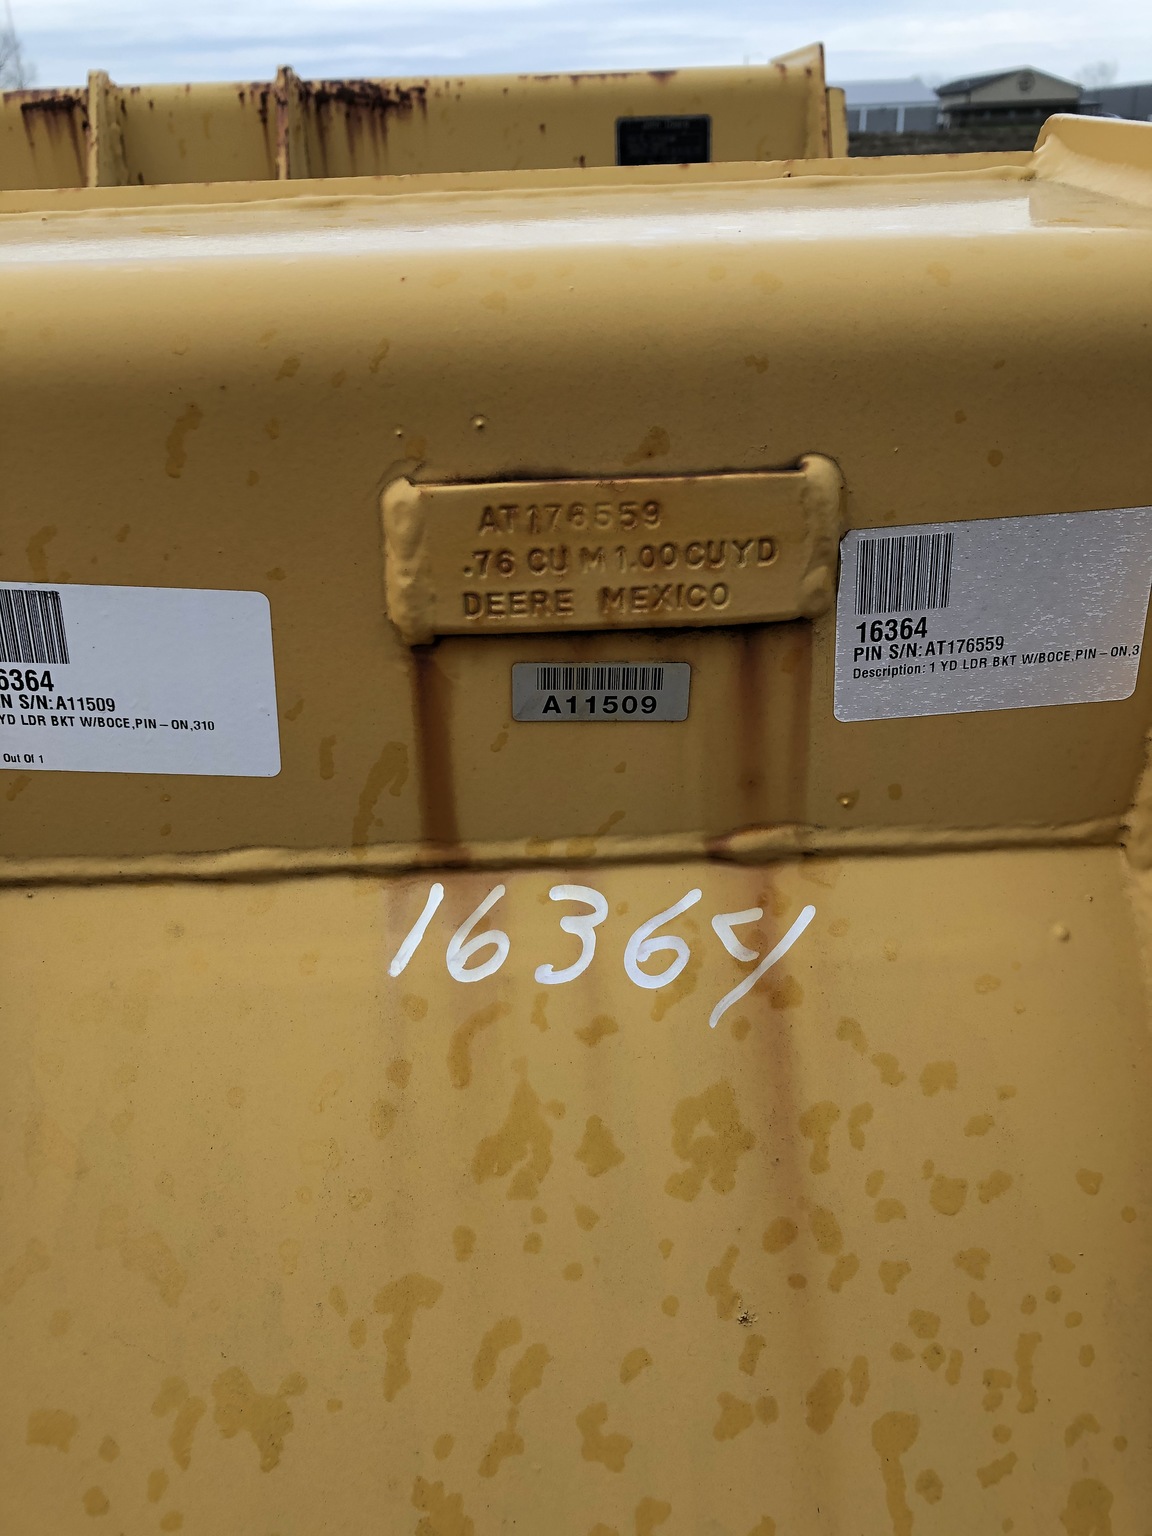 AT176559
.76 CU M 1.00 CU YD
DEERE MEXICO
16364
PIN S/N: AT176559
Description: 1 YD LDR BKT W/BOCE,PIN-ON,3
6364
N S/N: A11509
YD LDR BKT W/BOCE,PIN-ON,310
Out Of 1
A11509
16364